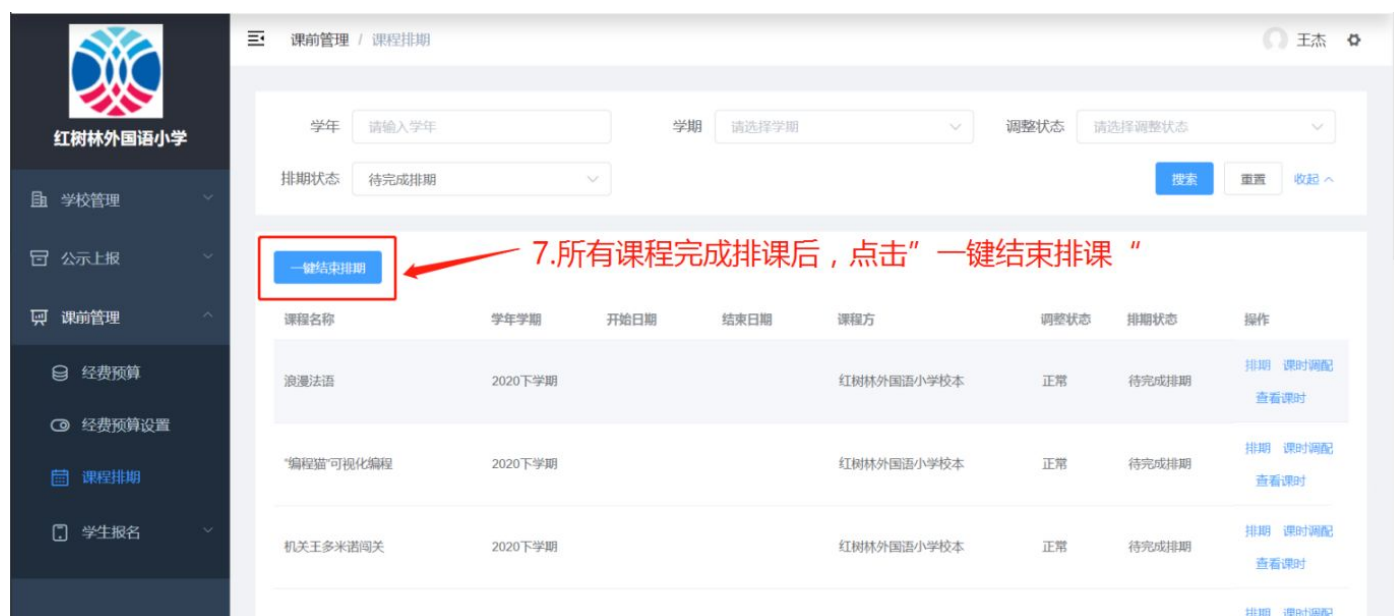 红树林外国语小学
学校管理
公示上报
课前管理
经费预算
经费预算设置
课程排期
学生报名
课前管理 / 课程排期
王杰
学年 请输入学年 学期 请选择学期 调整状态 请选择调整状态
排期状态 待完成排期 搜索 重置 收起
一键结束排期
7.所有课程完成排课后，点击”一键结束排课“
课程名称 学年学期 开始日期 结束日期 课程方 调整状态 排期状态 操作
浪漫法语 2020下学期 红树林外国语小学校本 正常 待完成排期 排期 课时调配
查看课时
“编程猫”可视化编程 2020下学期 红树林外国语小学校本 正常 待完成排期 排期 课时调配
查看课时
机关王多米诺闯关 2020下学期 红树林外国语小学校本 正常 待完成排期 排期 课时调配
查看课时
排期 课时调配